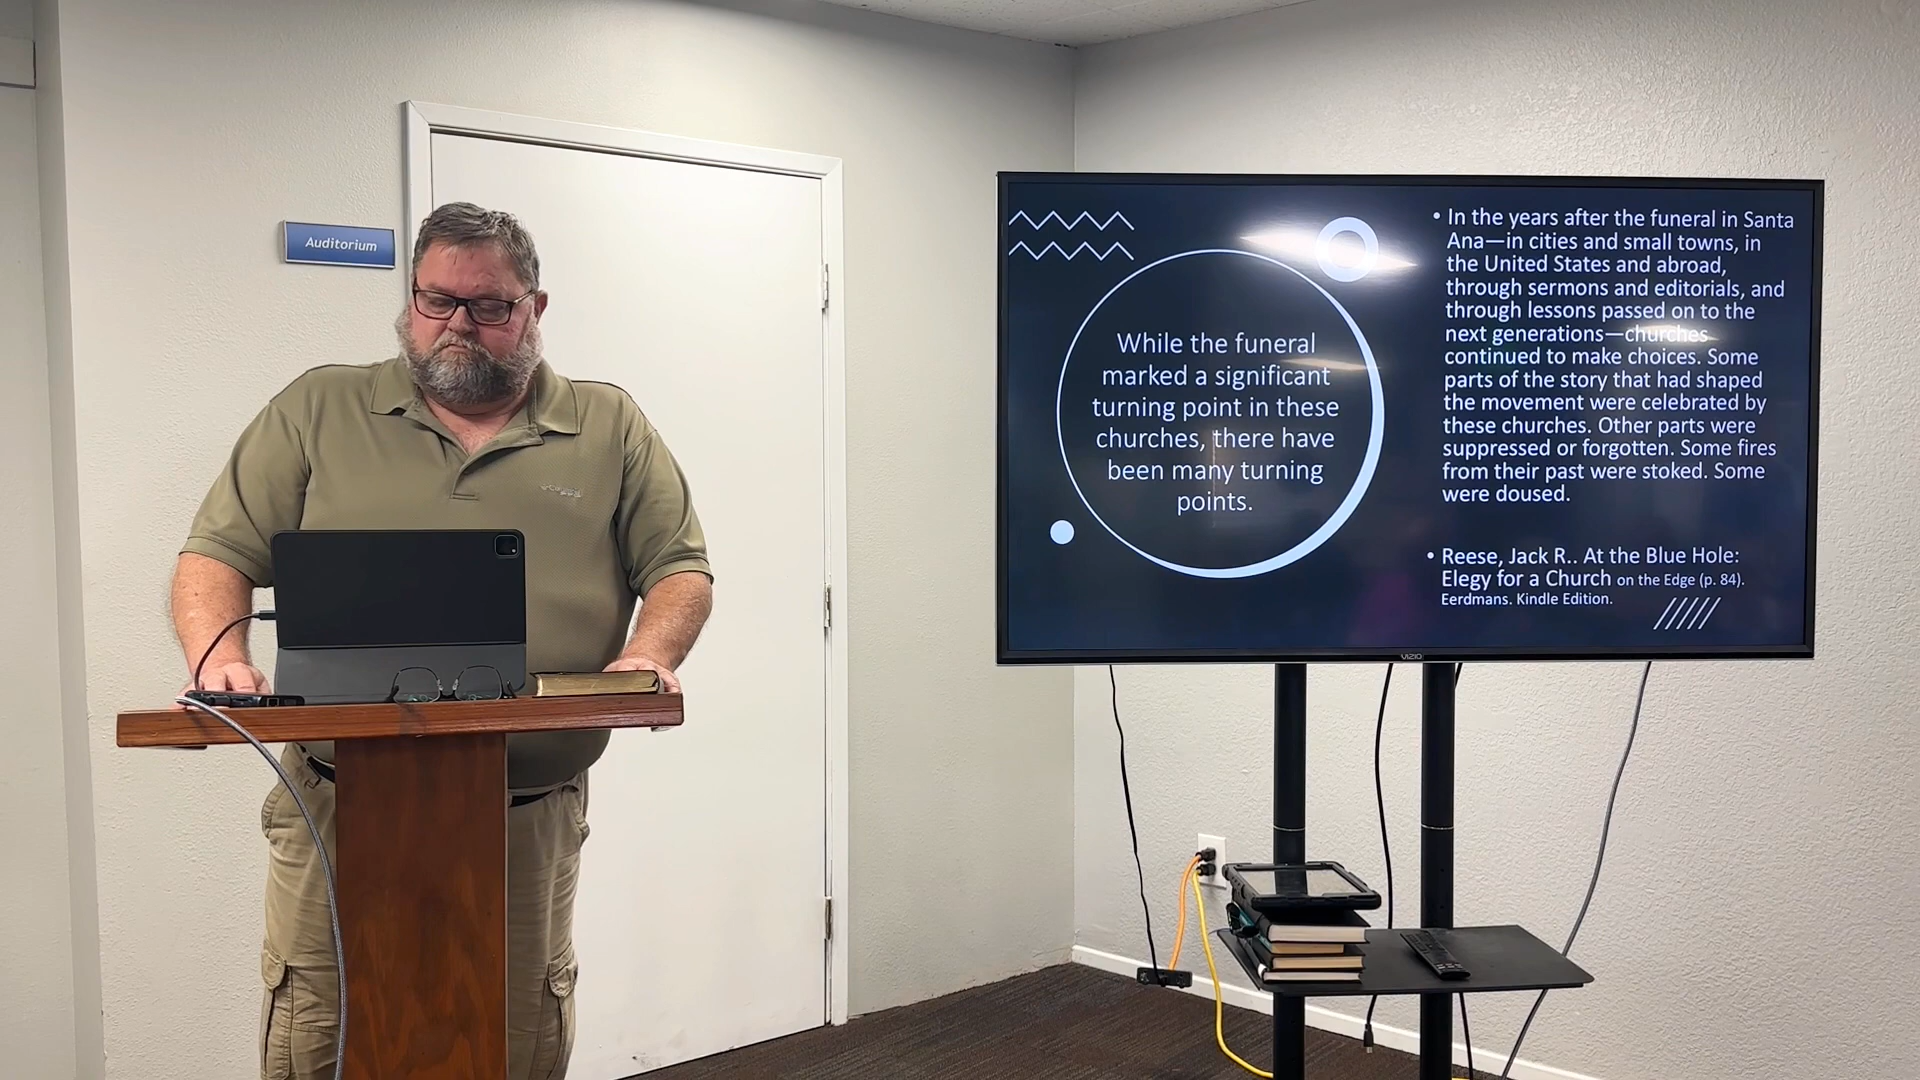 Auditorium
While the funeral
marked a significant
turning point in these
churches, there have
been many turning
points.
• In the years after the funeral in Santa
Ana—in cities and small towns, in
the United States and abroad,
through sermons and editorials, and
through lessons passed on to the
next generations—churches
continued to make choices. Some
parts of the story that had shaped
the movement were celebrated by
these churches. Other parts were
suppressed or forgotten. Some fires
from their past were stoked. Some
were doused.
• Reese, Jack R.. At the Blue Hole:
Elegy for a Church on the Edge (p. 84).
Eerdmans. Kindle Edition.
VIZIO